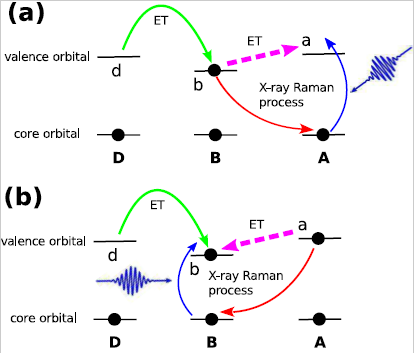 (a)
ET
ET
a
valence orbital
d
b
X-ray Raman
process
core orbital
D
B
A
(b)
ET
ET
a
valence orbital
d
b
X-ray Raman
process
core orbital
D
B
A